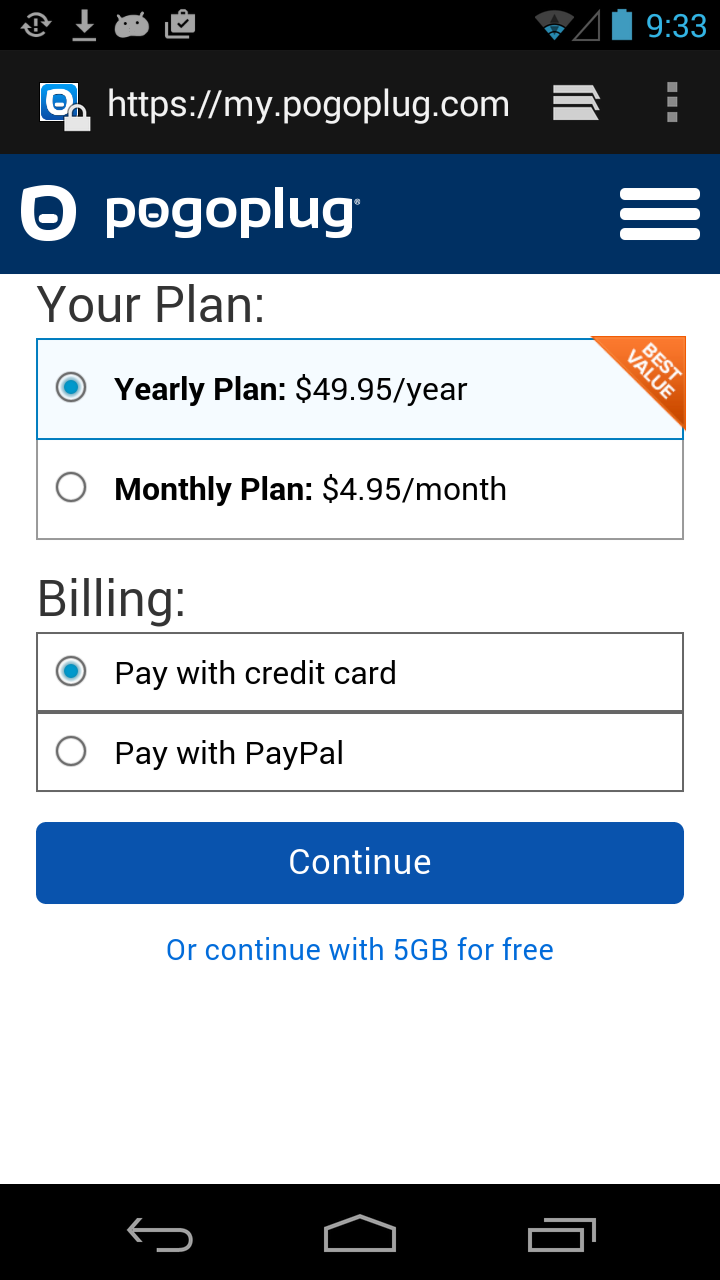 9:33
https://my.pogoplug.com
pogoplug®
Your Plan:
Yearly Plan: $49.95/year
BEST
VALUE
Monthly Plan: $4.95/month
Billing:
Pay with credit card
Pay with PayPal
Continue
Or continue with 5GB for free